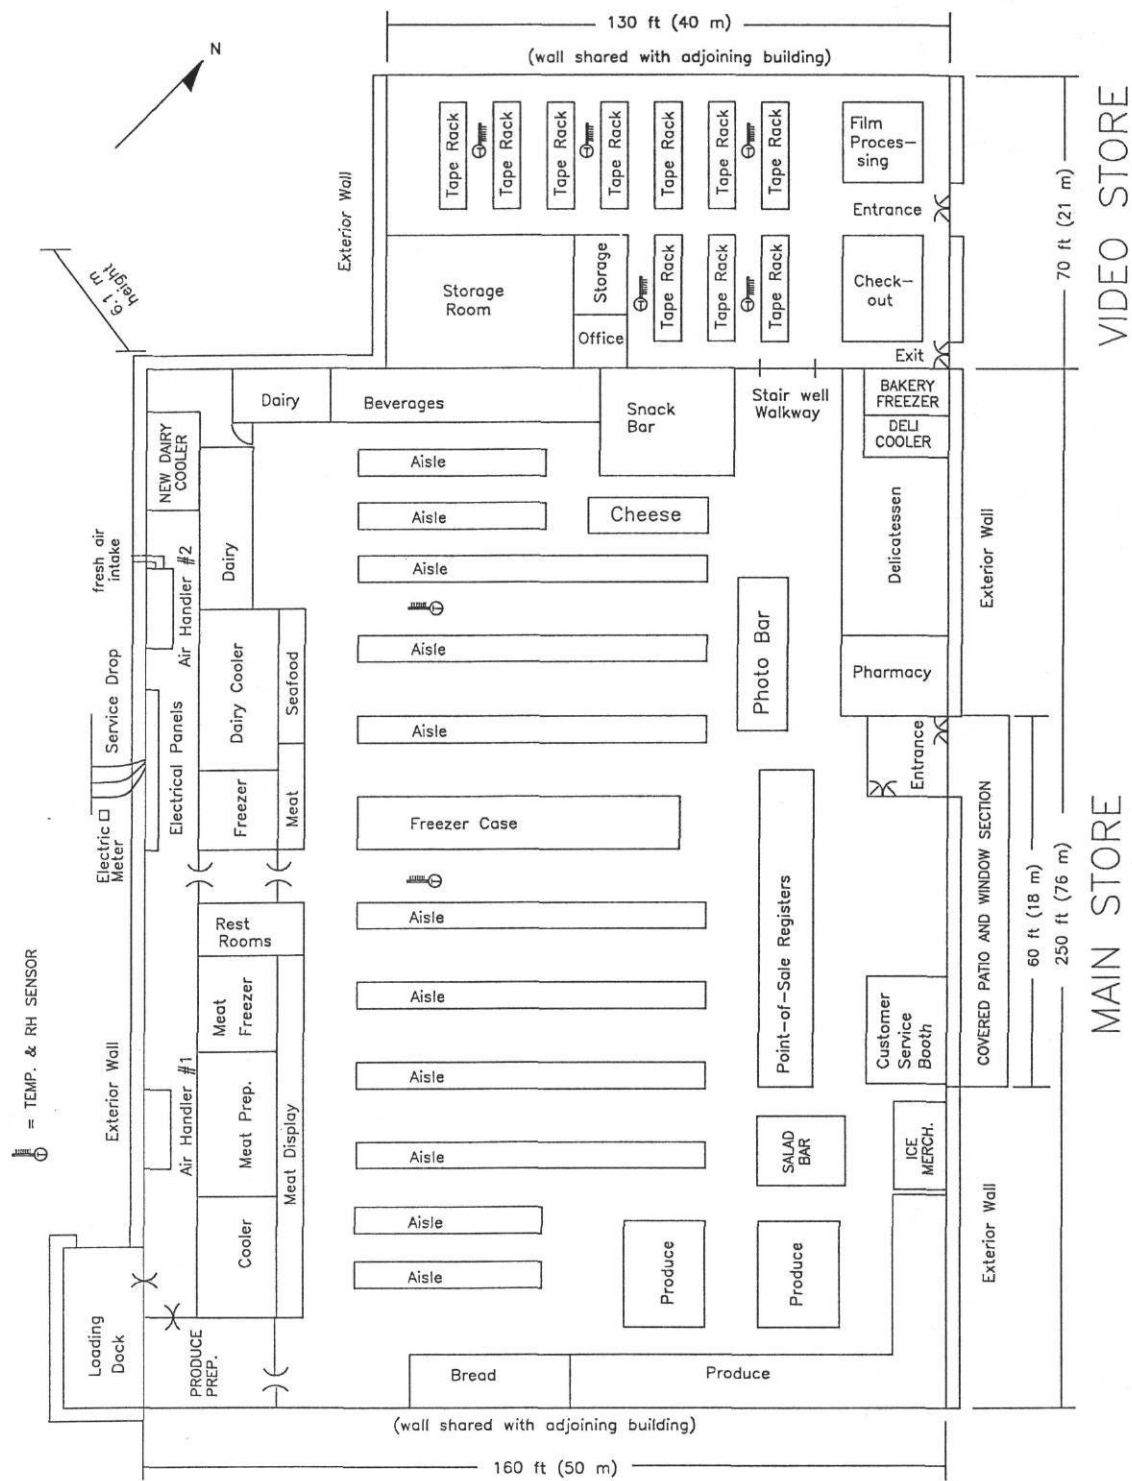 130 ft (40 m)
(wall shared with adjoining building)
N
Exterior Wall
6.1 m
height
Tape Rack
Tape Rack
Tape Rack
Tape Rack
Tape Rack
Tape Rack
Tape Rack
Film
Proces-
sing
Entrance
70 ft (21 m)
VIDEO STORE
Storage
Room
Storage
Office
Tape Rack
Tape Rack
Tape Rack
Check-
out
Exit
Dairy
Beverages
Snack
Bar
Stair well
Walkway
BAKERY
FREEZER
DELI
COOLER
NEW DAIRY
COOLER
Aisle
Aisle
Cheese
Aisle
fresh air
intake
Air Handler #2
Dairy
Delicatessen
Exterior Wall
Photo Bar
Aisle
Service Drop
Electrical Panels
Dairy Cooler
Seafood
Pharmacy
Aisle
Electric
Meter
Freezer
Meat
Freezer Case
Entrance
COVERED PATIO AND WINDOW SECTION
60 ft (18 m)
250 ft (76 m)
MAIN STORE
Rest
Rooms
Aisle
Point-of-Sale Registers
= TEMP. & RH SENSOR
Exterior Wall
Meat
Freezer
Aisle
Customer
Service
Booth
Air Handler #1
Meat Prep.
Meat Display
Aisle
Aisle
SALAD
BAR
ICE
MERCH.
Cooler
Aisle
Aisle
Produce
Produce
Exterior Wall
Loading
Dock
PRODUCE
PREP.
Bread
Produce
(wall shared with adjoining building)
160 ft (50 m)